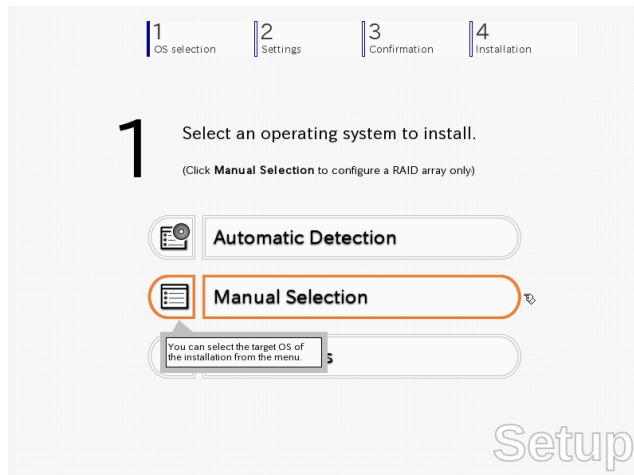 1
OS selection
2
Settings
3
Confirmation
4
Installation
1
Select an operating system to install.
(Click Manual Selection to configure a RAID array only)
Automatic Detection
Manual Selection
You can select the target OS of
the installation from the menu.
Setup